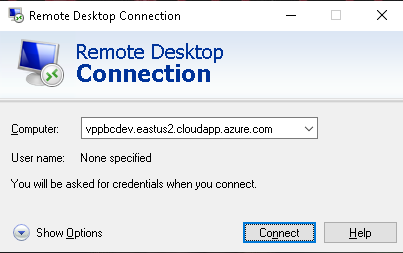 Remote Desktop Connection
Remote Desktop
Connection
Computer: vppbcdev.eastus2.cloudapp.azure.com
User name: None specified
You will be asked for credentials when you connect.
Show Options Connect Help